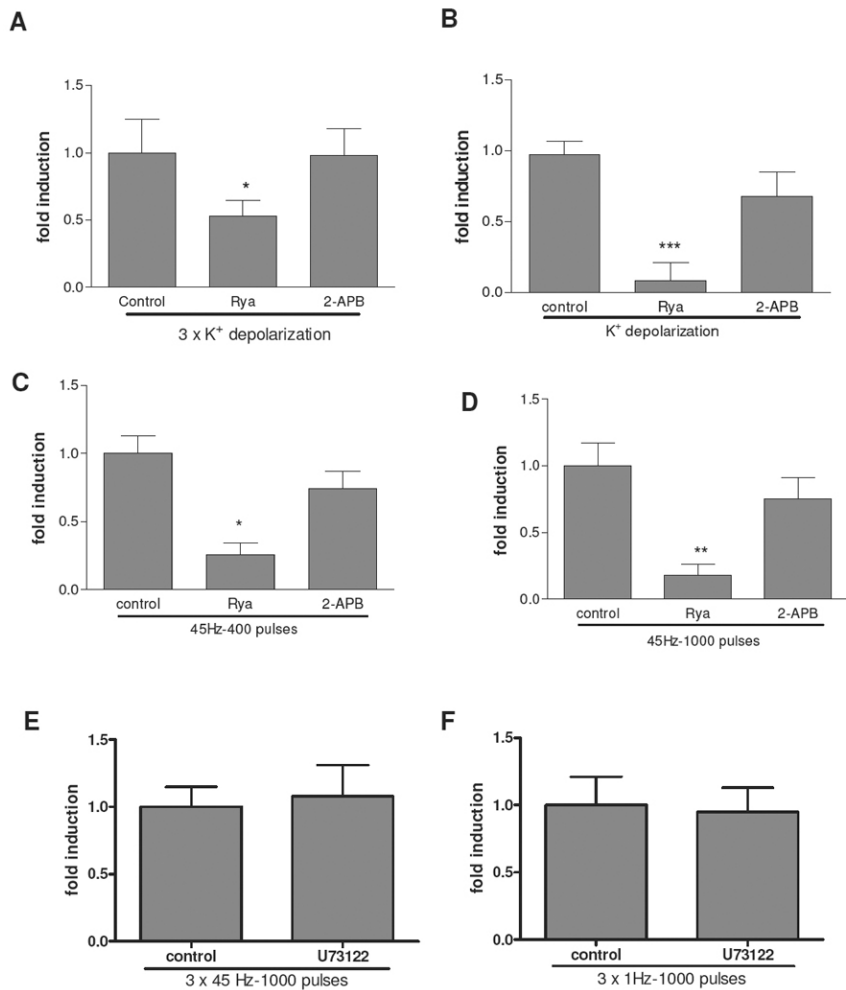 A
fold induction
1.5
1.0
0.5
0.0
*
Control Rya 2-APB
3 x K⁺ depolarization
B
fold induction
1.5
1.0
0.5
0.0
***
control Rya 2-APB
K⁺ depolarization
C
fold induction
1.5
1.0
0.5
0.0
*
control Rya 2-APB
45Hz-400 pulses
D
fold induction
1.5
1.0
0.5
0.0
**
control Rya 2-APB
45Hz-1000 pulses
E
fold induction
1.5
1.0
0.5
0.0
control U73122
3 x 45 Hz-1000 pulses
F
fold induction
1.5
1.0
0.5
0.0
control U73122
3 x 1Hz-1000 pulses